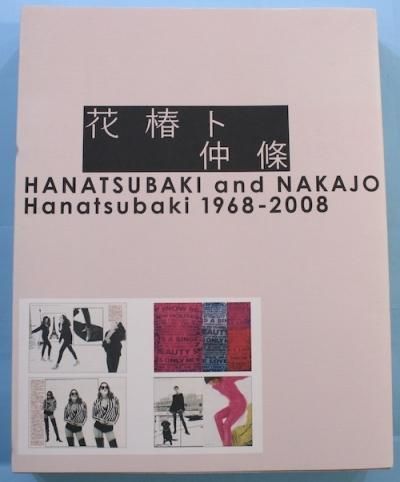 花椿ト
仲條
HANATSUBAKI and NAKAJO
Hanatsubaki 1968-2008